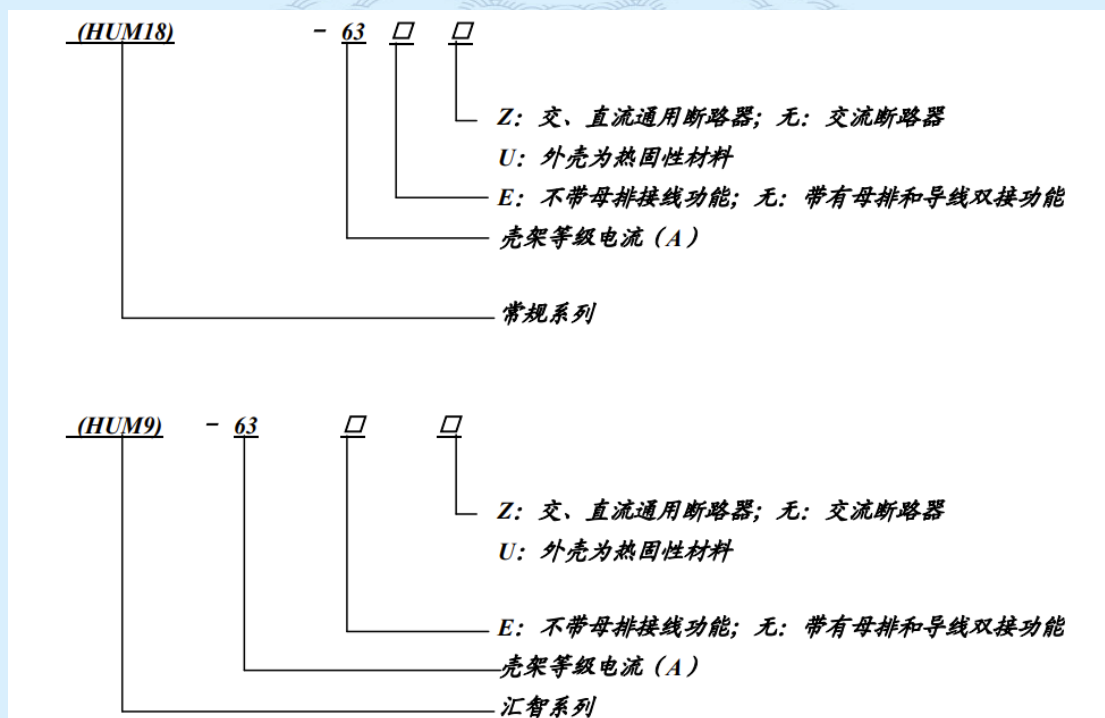 (HUM18) - 63 □ □
Z：交、直流通用断路器；无：交流断路器
U：外壳为热固性材料
E：不带母排接线功能；无：带有母排和导线双接功能
壳架等级电流（A）
常规系列
(HUM9) - 63 □ □
Z：交、直流通用断路器；无：交流断路器
U：外壳为热固性材料
E：不带母排接线功能；无：带有母排和导线双接功能
壳架等级电流（A）
汇智系列